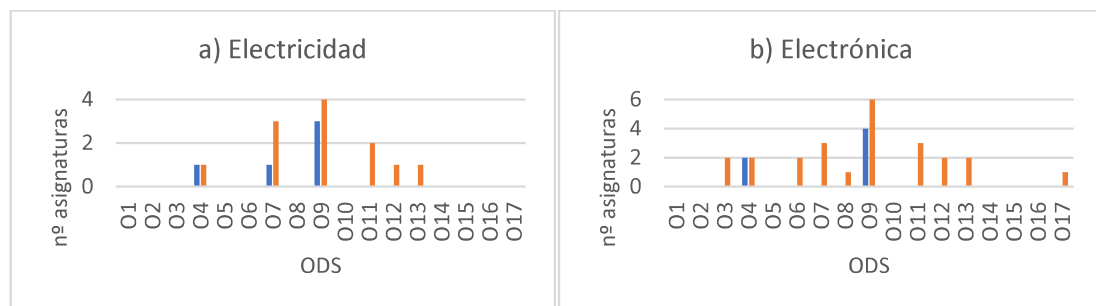 a) Electricidad
4
2
0
nº asignaturas
O1
O2
O3
O4
O5
O6
O7
O8
O9
O10
O11
O12
O13
O14
O15
O16
O17
ODS
b) Electrónica
6
4
2
0
nº asignaturas
O1
O2
O3
O4
O5
O6
O7
O8
O9
O10
O11
O12
O13
O14
O15
O16
O17
ODS